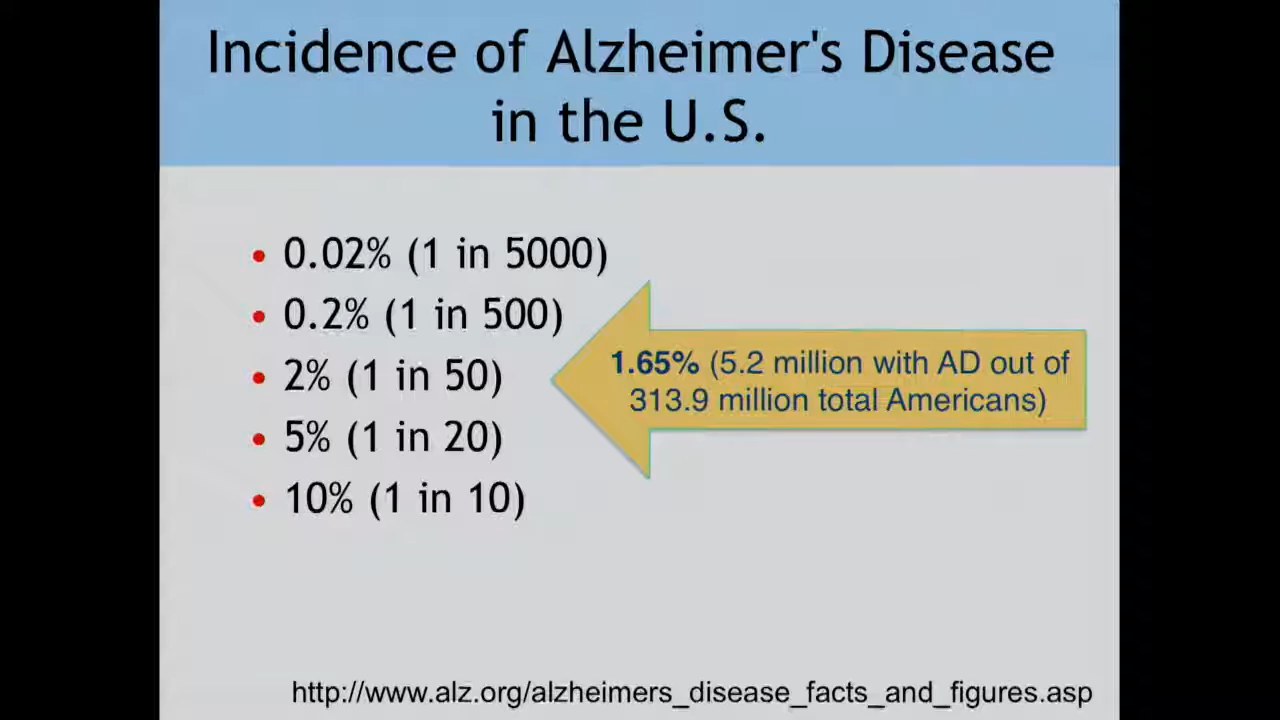 Incidence of Alzheimer's Disease
in the U.S.
• 0.02% (1 in 5000)
• 0.2% (1 in 500)
• 2% (1 in 50)
• 5% (1 in 20)
• 10% (1 in 10)
1.65% (5.2 million with AD out of
313.9 million total Americans)
http://www.alz.org/alzheimers_disease_facts_and_figures.asp